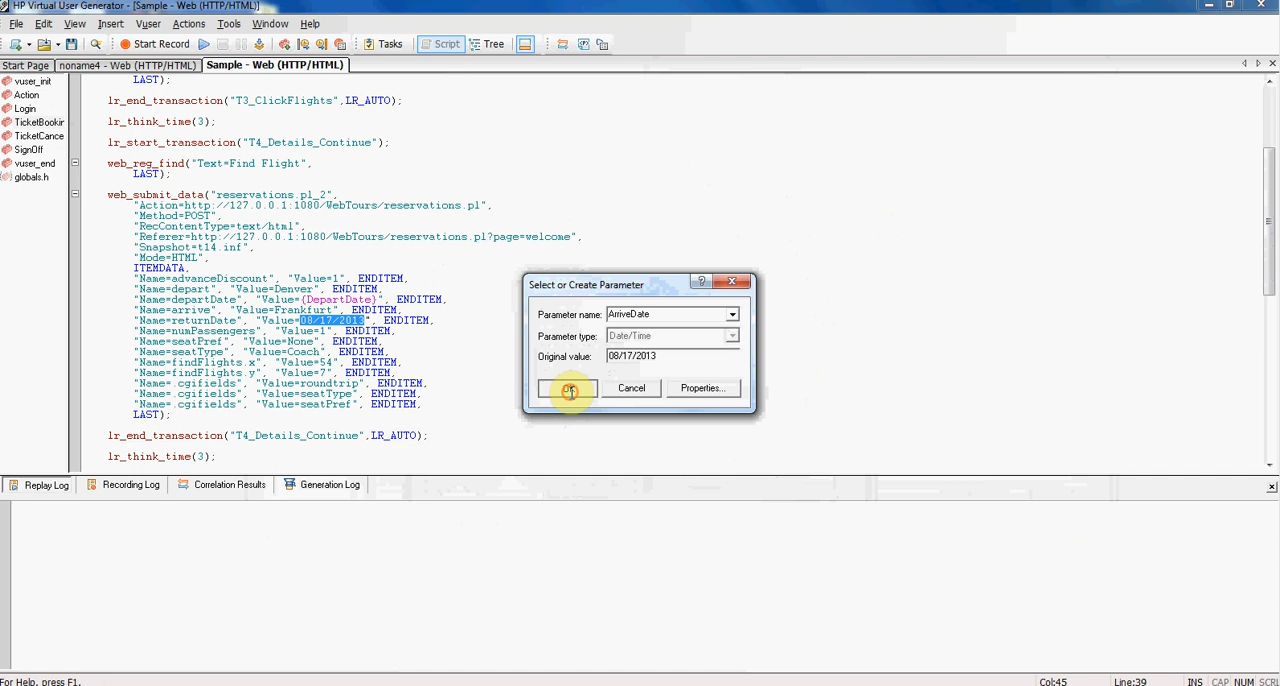 HP Virtual User Generator - [Sample - Web (HTTP/HTML)]
File Edit View Insert Vuser Actions Tools Window Help
Start Record Tasks Script Tree
Start Page noname4 - Web (HTTP/HTML) Sample - Web (HTTP/HTML)
vuser_init
Action
Login
TicketBookir
TicketCance
SignOff
vuser_end
globals.h
LAST);
lr_end_transaction("T3_ClickFlights",LR_AUTO);
lr_think_time(3);
lr_start_transaction("T4_Details_Continue");
web_reg_find("Text=Find Flight",
LAST);
web_submit_data("reservations.pl_2",
"Action=http://127.0.0.1:1080/WebTours/reservations.pl",
"Method=POST",
"RecContentType=text/html",
"Referer=http://127.0.0.1:1080/WebTours/reservations.pl?page=welcome",
"Snapshot=t14.inf",
"Mode=HTML",
ITEMDATA,
"Name=advanceDiscount", "Value=1", ENDITEM,
"Name=depart", "Value=Denver", ENDITEM,
"Name=departDate", "Value={DepartDate}", ENDITEM,
"Name=arrive", "Value=Frankfurt", ENDITEM,
"Name=returnDate", "Value=08/17/2013", ENDITEM,
"Name=numPassengers", "Value=1", ENDITEM,
"Name=seatPref", "Value=None", ENDITEM,
"Name=seatType", "Value=Coach", ENDITEM,
"Name=findFlights.x", "Value=54", ENDITEM,
"Name=findFlights.y", "Value=7", ENDITEM,
"Name=.cgifields", "Value=roundtrip", ENDITEM,
"Name=.cgifields", "Value=seatType", ENDITEM,
"Name=.cgifields", "Value=seatPref", ENDITEM,
LAST);
lr_end_transaction("T4_Details_Continue",LR_AUTO);
lr_think_time(3);
Select or Create Parameter
Parameter name: ArriveDate
Parameter type: Date/Time
Original value: 08/17/2013
OK Cancel Properties...
Replay Log Recording Log Correlation Results Generation Log
For Help, press F1. Col:45 Line:39 INS CAP NUM SCRL